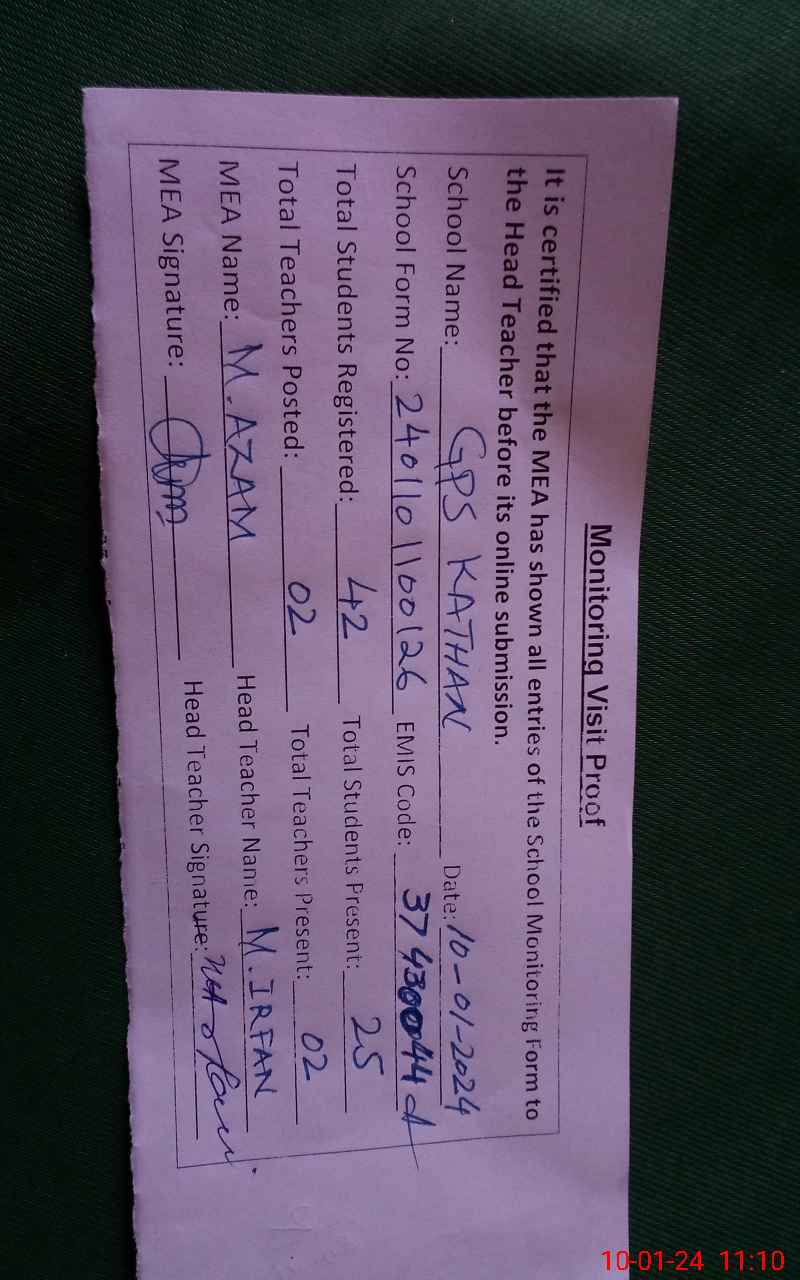 Monitoring Visit Proof
It is certified that the MEA has shown all entries of the School Monitoring Form to
the Head Teacher before its online submission.
School Name: GPS KATHAN Date: 10-01-2024
School Form No: 2401101100126 EMIS Code: 37430044
Total Students Registered: 42 Total Students Present: 25
Total Teachers Posted: 02 Total Teachers Present: 02
MEA Name: M.AZAM Head Teacher Name: M.IRFAN
MEA Signature: Head Teacher Signature:
10-01-24 11:10